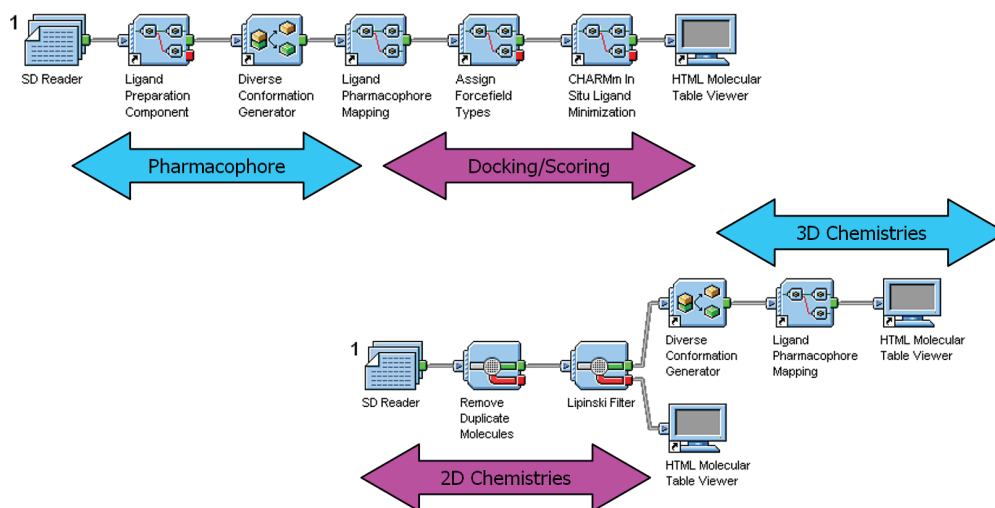 1
SD Reader
Ligand
Preparation
Component
Diverse
Conformation
Generator
Ligand
Pharmacophore
Mapping
Assign
Forcefield
Types
CHARMm In
Situ Ligand
Minimization
HTML Molecular
Table Viewer
Pharmacophore
Docking/Scoring
3D Chemistries
1
SD Reader
Remove
Duplicate
Molecules
Lipinski Filter
Diverse
Conformation
Generator
Ligand
Pharmacophore
Mapping
HTML Molecular
Table Viewer
HTML Molecular
Table Viewer
2D Chemistries